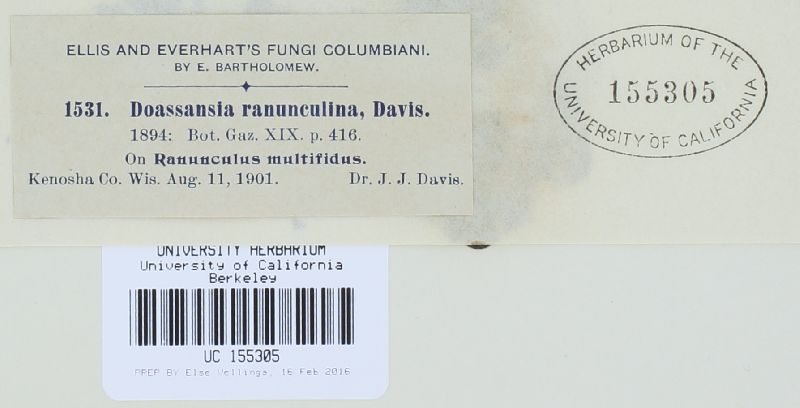 ELLIS AND EVERHART'S FUNGI COLUMBIANI.
BY E. BARTHOLOMEW.
1531. Doassansia ranunculina, Davis.
1894: Bot. Gaz. XIX. p. 416.
On Ranunculus multifidus.
Kenosha Co. Wis. Aug. 11, 1901. Dr. J. J. Davis.
HERBARIUM OF THE
155305
UNIVERSITY OF CALIFORNIA
UNIVERSITY HERBARIUM
University of California
Berkeley
UC 155305
PREP BY Else Vellinga, 16 Feb 2016